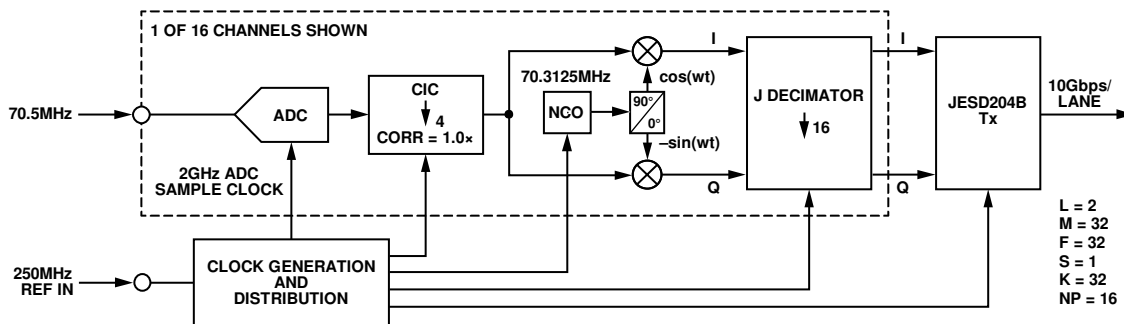 1 OF 16 CHANNELS SHOWN
70.5MHz
ADC
2GHz ADC
SAMPLE CLOCK
CIC
4
CORR = 1.0×
70.3125MHz
NCO
90°
0°
cos(wt)
–sin(wt)
I
Q
J DECIMATOR
16
I
Q
JESD204B
Tx
10Gbps/
LANE
250MHz
REF IN
CLOCK GENERATION
AND
DISTRIBUTION
L = 2
M = 32
F = 32
S = 1
K = 32
NP = 16